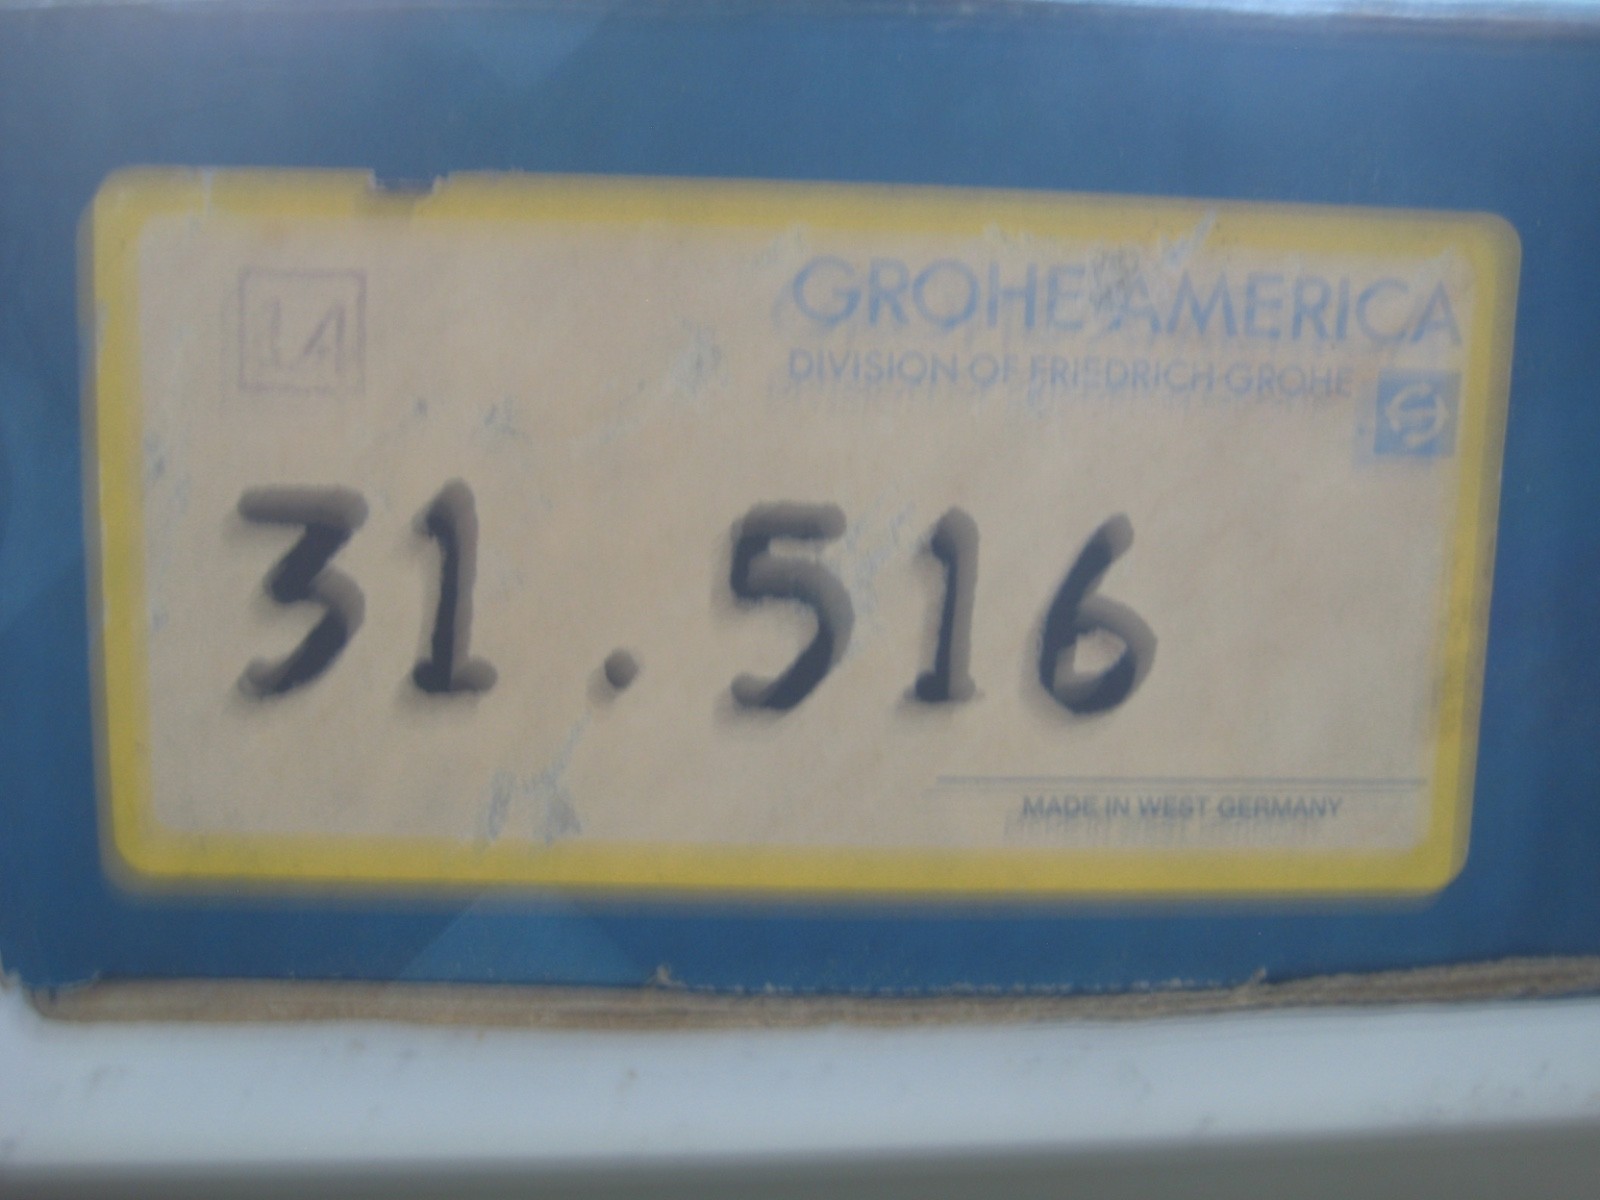 14
GROHE AMERICA
DIVISION OF FRIEDRICH GROHE
31.516
MADE IN WEST GERMANY